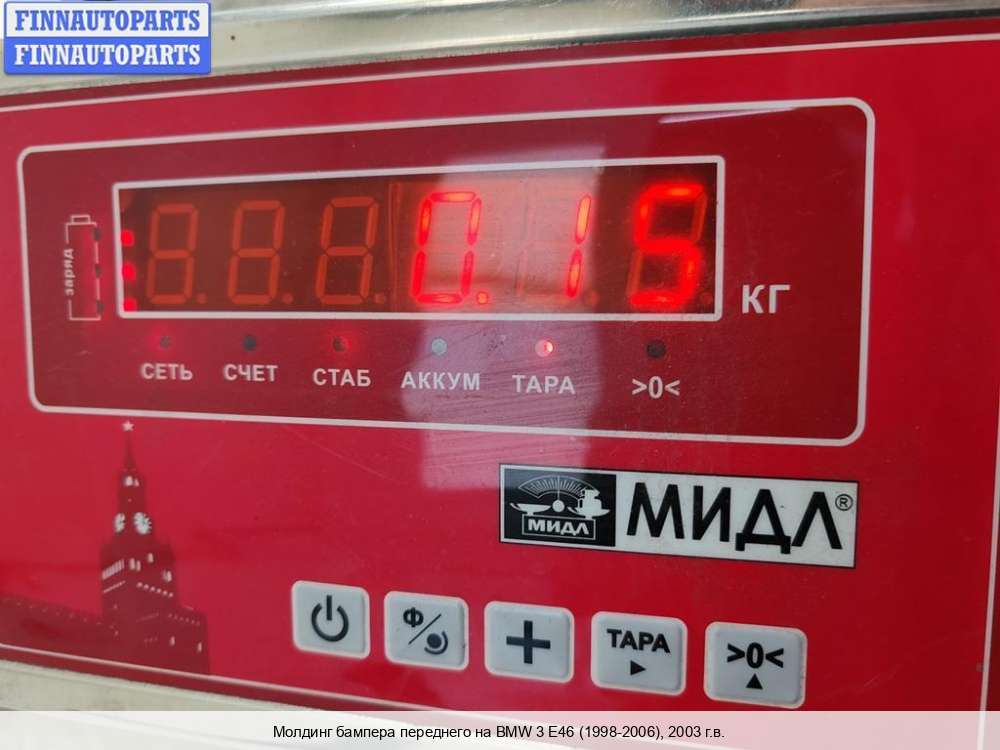 FINNAUTOPARTS
FINNAUTOPARTS
заряд
0.15
КГ
СЕТЬ СЧЕТ СТАБ АККУМ ТАРА >0<
МИДЛ МИДЛ®
Ф ТАРА >0<
Молдинг бампера переднего на BMW 3 E46 (1998-2006), 2003 г.в.